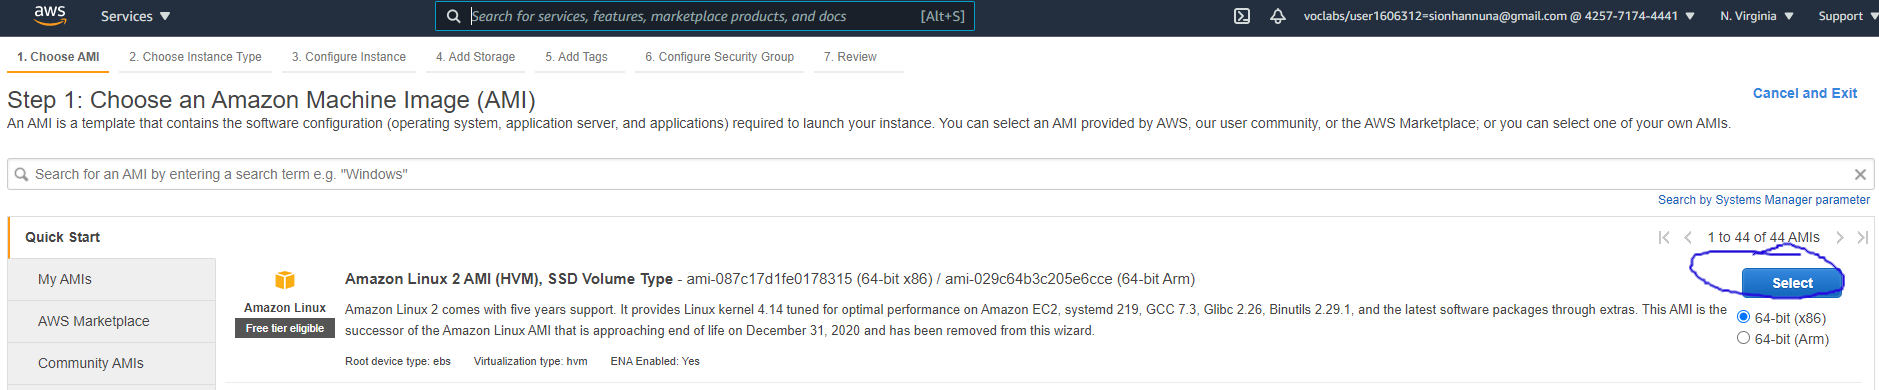 aws
Services ▼
Search for services, features, marketplace products, and docs [Alt+S]
voclabs/user1606312=sionhannuna@gmail.com @ 4257-7174-4441 ▼
N. Virginia ▼
Support ▼
1. Choose AMI
2. Choose Instance Type
3. Configure Instance
4. Add Storage
5. Add Tags
6. Configure Security Group
7. Review
Step 1: Choose an Amazon Machine Image (AMI)
Cancel and Exit
An AMI is a template that contains the software configuration (operating system, application server, and applications) required to launch your instance. You can select an AMI provided by AWS, our user community, or the AWS Marketplace; or you can select one of your own AMIs.
Search for an AMI by entering a search term e.g. "Windows"
Search by Systems Manager parameter
Quick Start
1 to 44 of 44 AMIs
My AMIs
AWS Marketplace
Community AMIs
Amazon Linux
Free tier eligible
Amazon Linux 2 AMI (HVM), SSD Volume Type - ami-087c17d1fe0178315 (64-bit x86) / ami-029c64b3c205e6cce (64-bit Arm)
Amazon Linux 2 comes with five years support. It provides Linux kernel 4.14 tuned for optimal performance on Amazon EC2, systemd 219, GCC 7.3, Glibc 2.26, Binutils 2.29.1, and the latest software packages through extras. This AMI is the
successor of the Amazon Linux AMI that is approaching end of life on December 31, 2020 and has been removed from this wizard.
Root device type: ebs Virtualization type: hvm ENA Enabled: Yes
Select
64-bit (x86)
64-bit (Arm)